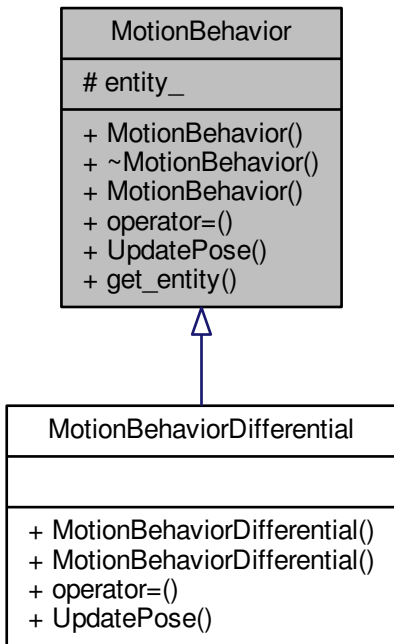 MotionBehavior
# entity_
+ MotionBehavior()
+ ~MotionBehavior()
+ MotionBehavior()
+ operator=()
+ UpdatePose()
+ get_entity()
MotionBehaviorDifferential
+ MotionBehaviorDifferential()
+ MotionBehaviorDifferential()
+ operator=()
+ UpdatePose()